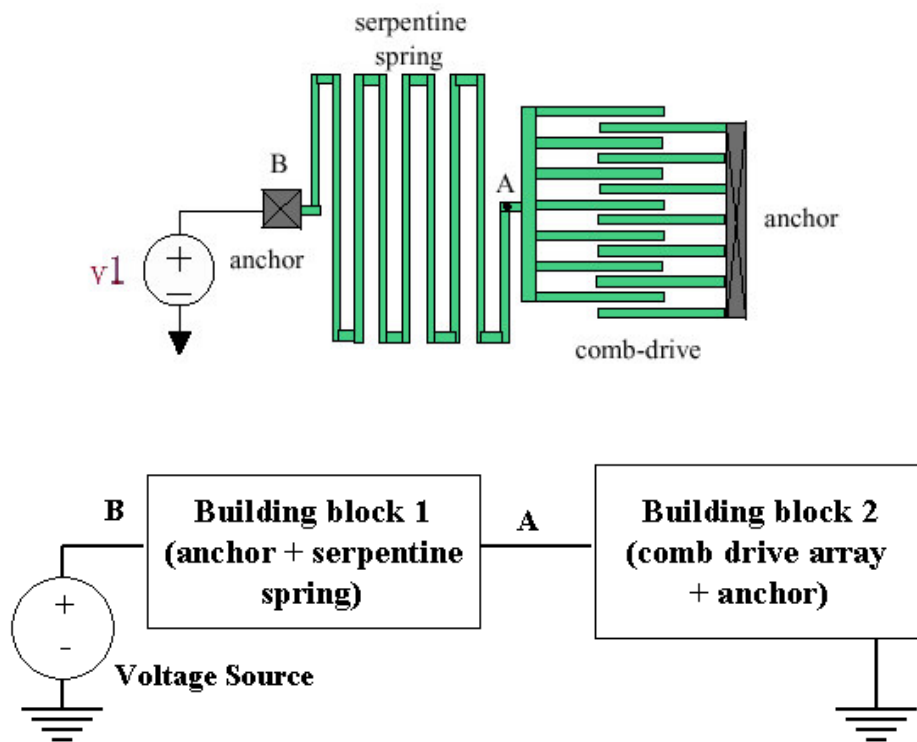 serpentine
spring
B
A
anchor
+
v1
anchor
−
comb-drive
B
Building block 1
(anchor + serpentine
spring)
A
Building block 2
(comb drive array
+ anchor)
+
-
Voltage Source